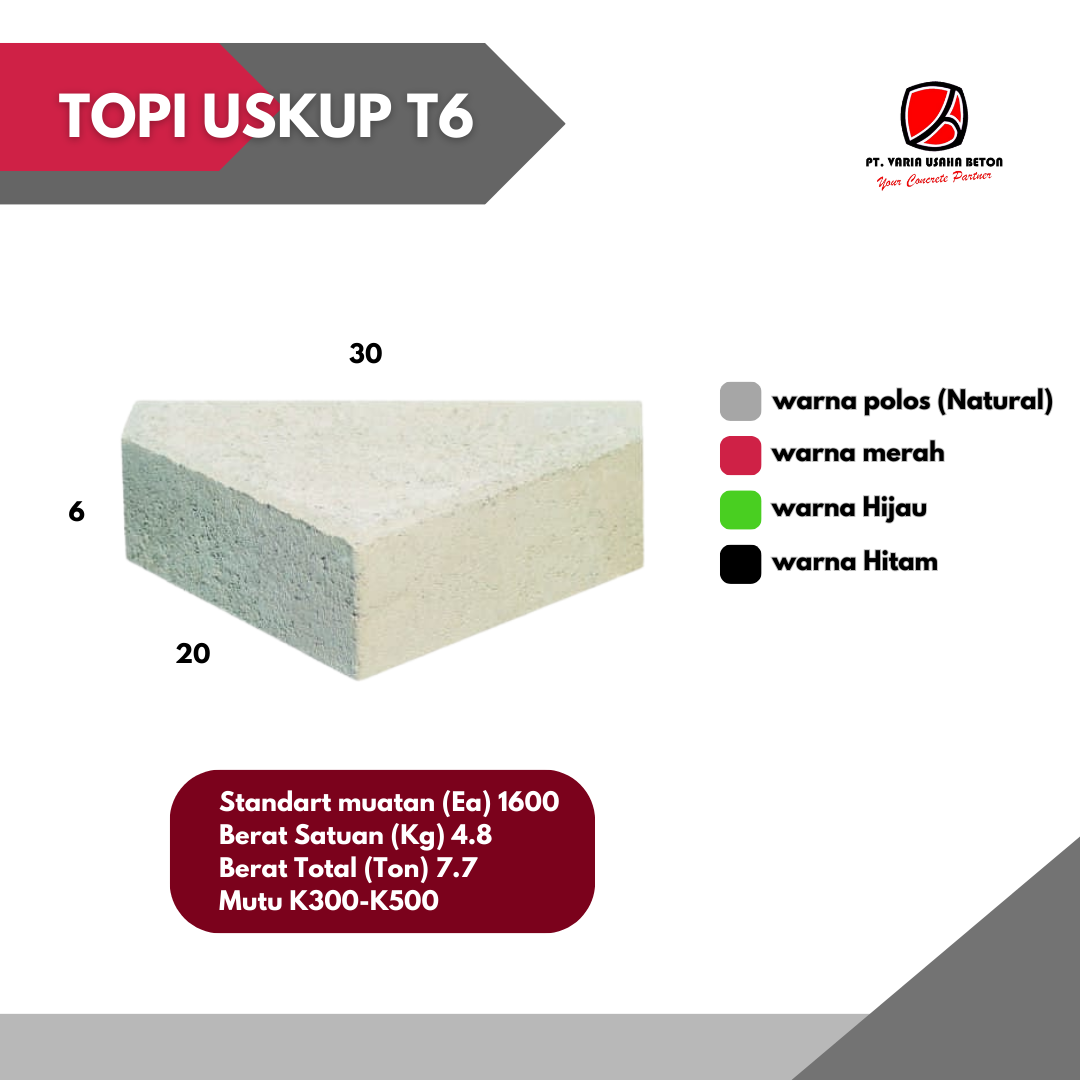 TOPI USKUP T6
PT. VARIA USAHA BETON
Your Concrete Partner
30
6
20
warna polos (Natural)
warna merah
warna Hijau
warna Hitam
Standart muatan (Ea) 1600
Berat Satuan (Kg) 4.8
Berat Total (Ton) 7.7
Mutu K300-K500